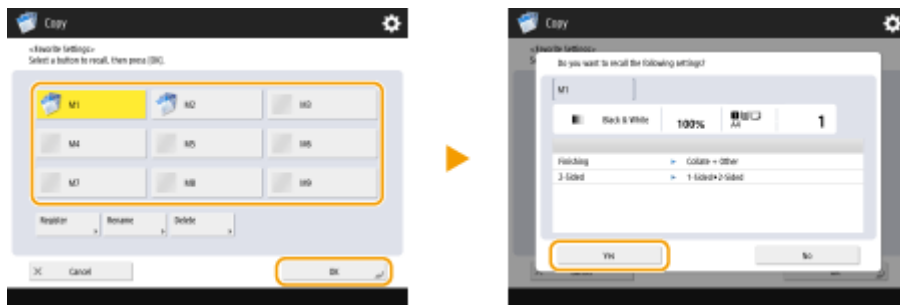 Copy
<Favorite Settings>
Select a button to recall, then press [OK].
M1
M2
M3
M4
M5
M6
M7
M8
M9
Register
Rename
Delete
Cancel
OK
Copy
<Favorite Settings>
Do you want to recall the following settings?
M1
Black & White
100%
A4
1
Finishing
Collate + Other
2-Sided
1-Sided▸2-Sided
Yes
No